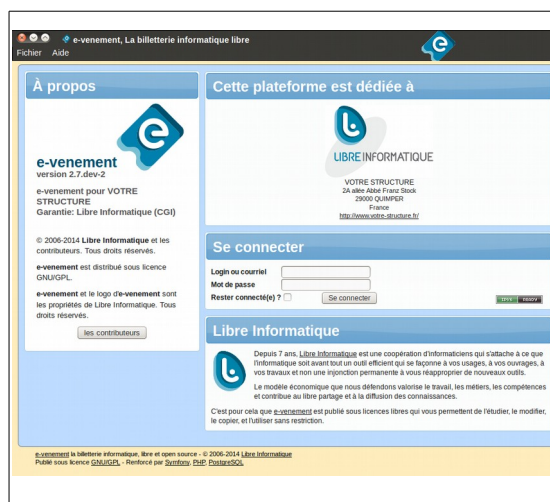 e-venement, La billetterie informatique libre
Fichier Aide
À propos
e-venement
version 2.7.dev-2
e-venement pour VOTRE
STRUCTURE
Garantie: Libre Informatique (CGI)
© 2006-2014 Libre Informatique et les
contributeurs. Tous droits réservés.
e-venement est distribué sous licence
GNU/GPL.
e-venement et le logo d'e-venement sont
les propriétés de Libre Informatique. Tous
droits réservés.
les contributeurs
Cette plateforme est dédiée à
LIBRE INFORMATIQUE
VOTRE STRUCTURE
2A allée Abbé Franz Stock
29000 QUIMPER
France
http://www.votre-structure.fr/
Se connecter
Login ou courriel
Mot de passe
Rester connecté(e) ?
Se connecter
IPV6 READY
Libre Informatique
Depuis 7 ans, Libre Informatique est une coopération d'informaticiens qui s'attache à ce que
l'informatique soit avant tout un outil efficient qui se façonne à vos usages, à vos ouvrages, à
vos travaux et non une injonction permanente à vous réapproprier de nouveaux outils.
Le modèle économique que nous défendons valorise le travail, les métiers, les compétences
et contribue au libre partage et à la diffusion des connaissances.
C'est pour cela que e-venement est publié sous licences libres qui vous permettent de l'étudier, le modifier,
le copier, et l'utiliser sans restriction.
e-venement la billetterie informatique, libre et open source - © 2006-2014 Libre Informatique
Publié sous licence GNU/GPL - Renforcé par Symfony, PHP, PostgreSQL